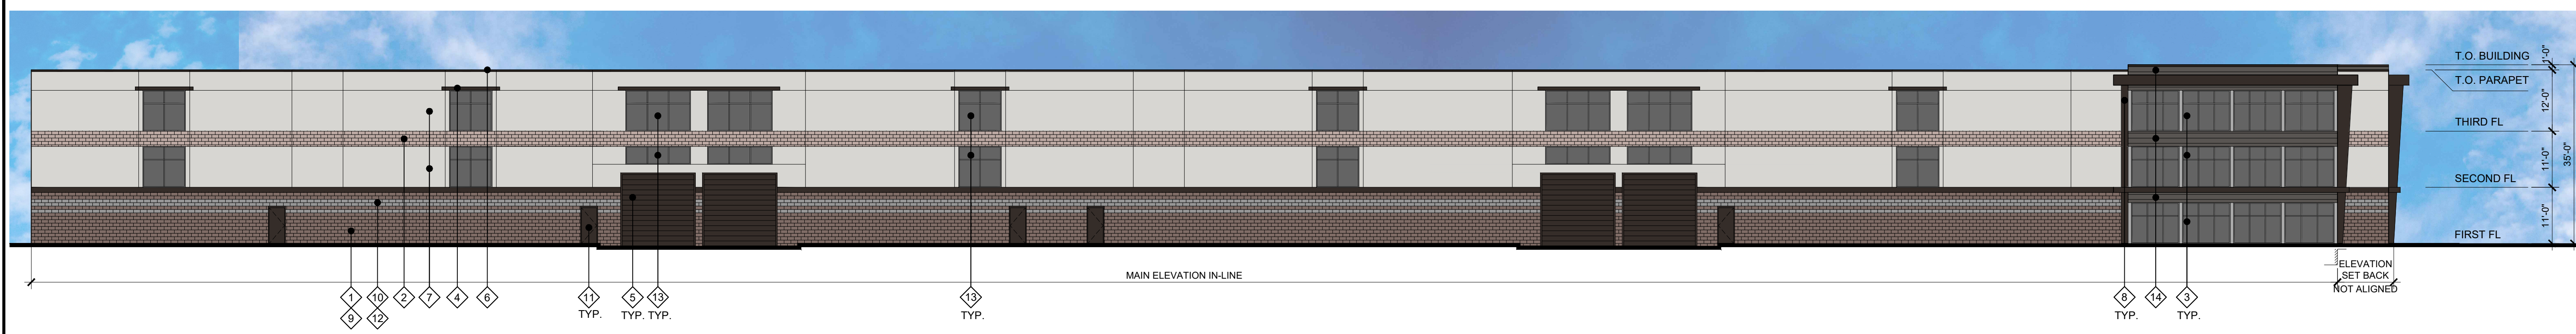 T.O. BUILDING
T.O. PARAPET
THIRD FL
SECOND FL
FIRST FL
1'-0"
12'-0"
11'-0"
11'-0"
35'-0"
MAIN ELEVATION IN-LINE
ELEVATION
SET BACK
NOT ALIGNED
1 10 2 7 4 6 11 5 13 13 8 14 3
9 12 TYP. TYP. TYP. TYP. TYP. TYP.